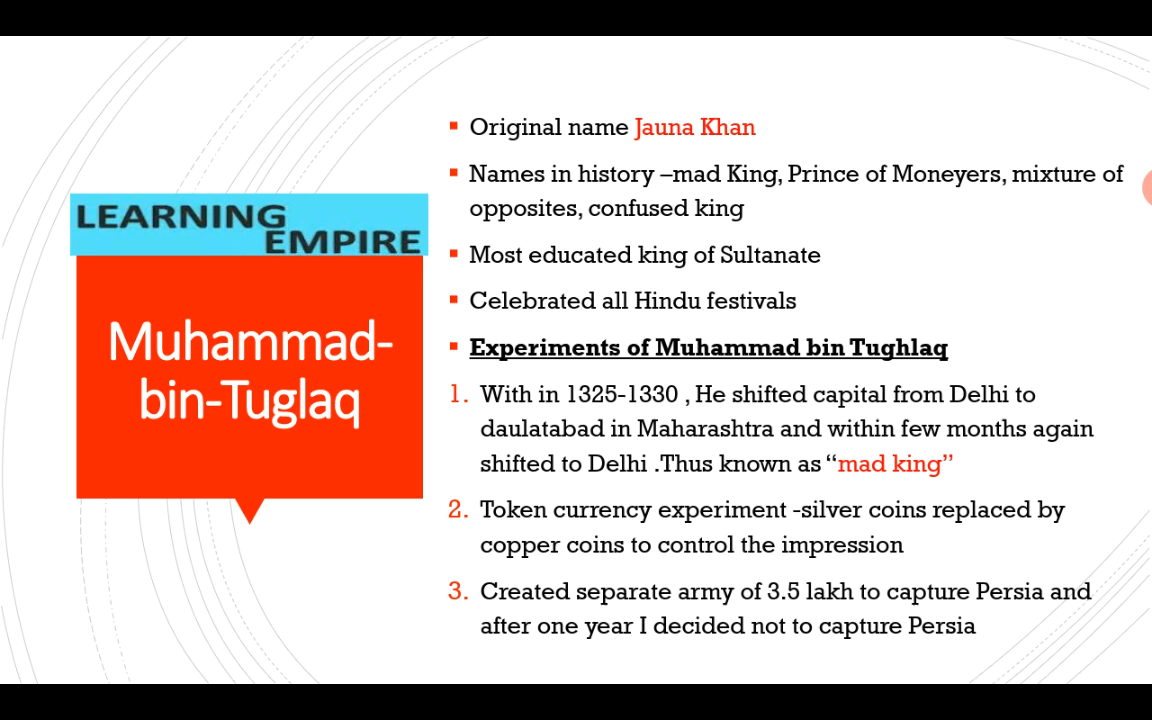 LEARNING
EMPIRE
Muhammad-
bin-Tuglaq
▪ Original name Jauna Khan
▪ Names in history –mad King, Prince of Moneyers, mixture of
opposites, confused king
▪ Most educated king of Sultanate
▪ Celebrated all Hindu festivals
▪ Experiments of Muhammad bin Tughlaq
1. With in 1325-1330 , He shifted capital from Delhi to
daulatabad in Maharashtra and within few months again
shifted to Delhi .Thus known as “mad king”
2. Token currency experiment -silver coins replaced by
copper coins to control the impression
3. Created separate army of 3.5 lakh to capture Persia and
after one year I decided not to capture Persia